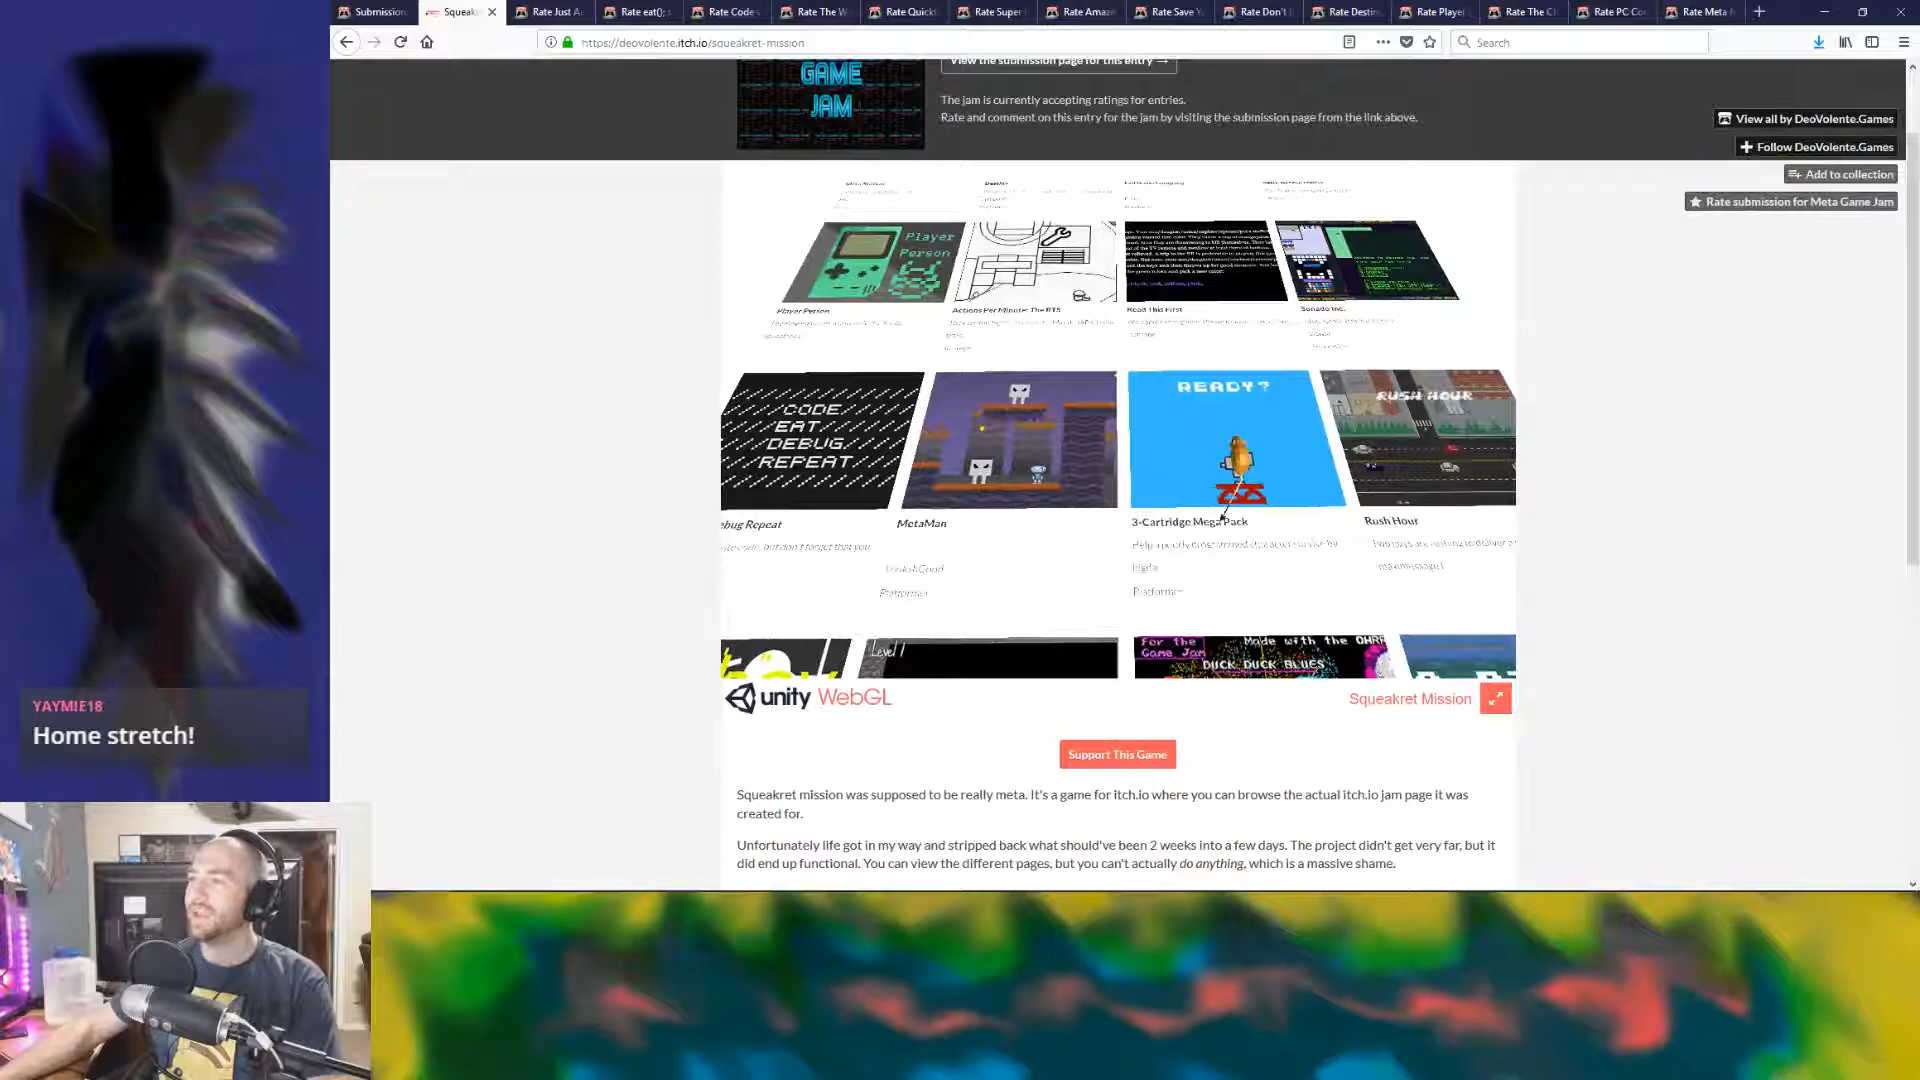 Submission
Squeak
Rate Just A
Rate eat(); s
Rate Code
Rate The W
Rate Quick
Rate Super
Rate Amaz
Rate Save Y
Rate Don't
Rate Destin
Rate Player
Rate The C
Rate PC Co
Rate Meta
https://deovolente.itch.io/squeakret-mission
Search
View the submission page for this entry →
GAME
JAM
The jam is currently accepting ratings for entries.
Rate and comment on this entry for the jam by visiting the submission page from the link above.
View all by DeoVolente.Games
Follow DeoVolente.Games
Add to collection
Rate submission for Meta Game Jam
Player
Person
Player Person
Actions Per Minute: The RTS
Read This First
CODE
EAT
DEBUG
REPEAT
READY?
RUSH HOUR
ebug Repeat
MetaMan
3-Cartridge Mega Pack
Rush Hour
Platformer
Platformer
Level 1
For the
Game Jam
Made with the OHRR
DUCK DUCK BLUES
unity WebGL
Squeakret Mission
Support This Game
Squeakret mission was supposed to be really meta. It's a game for itch.io where you can browse the actual itch.io jam page it was
created for.
Unfortunately life got in my way and stripped back what should've been 2 weeks into a few days. The project didn't get very far, but it
did end up functional. You can view the different pages, but you can't actually do anything, which is a massive shame.
YAYMIE18
Home stretch!